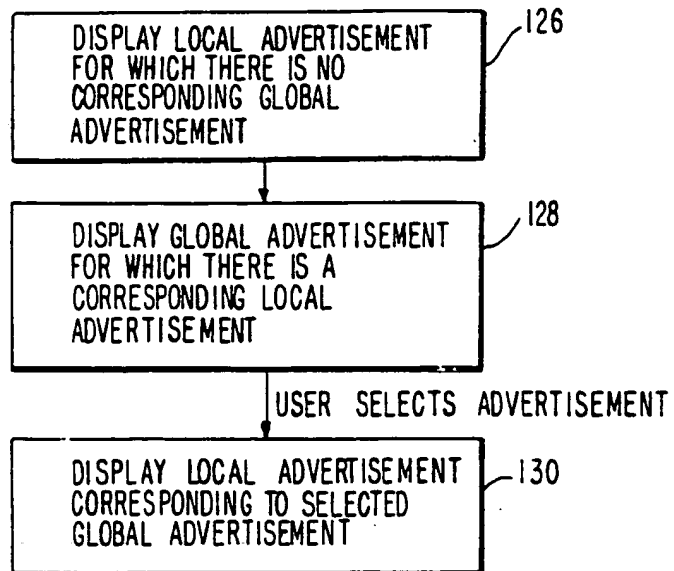 126
DISPLAY LOCAL ADVERTISEMENT
FOR WHICH THERE IS NO
CORRESPONDING GLOBAL
ADVERTISEMENT
128
DISPLAY GLOBAL ADVERTISEMENT
FOR WHICH THERE IS A
CORRESPONDING LOCAL
ADVERTISEMENT
USER SELECTS ADVERTISEMENT
130
DISPLAY LOCAL ADVERTISEMENT
CORRESPONDING TO SELECTED
GLOBAL ADVERTISEMENT